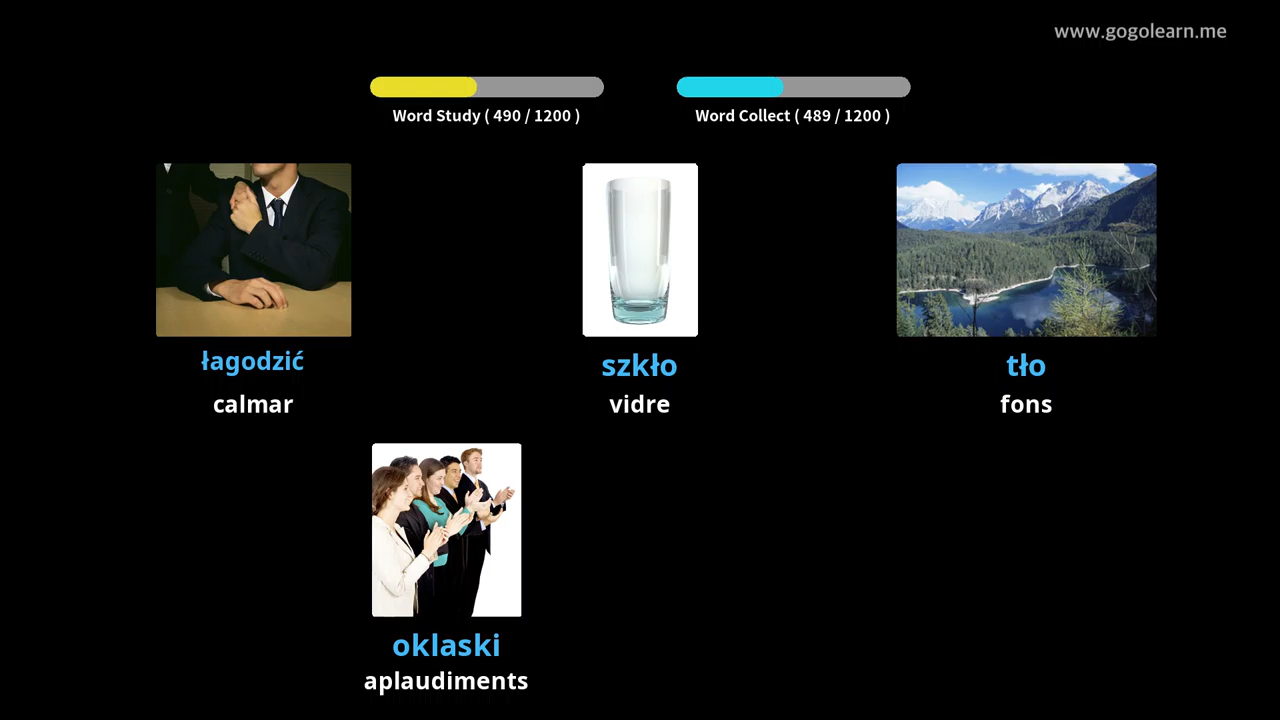 www.gogolearn.me
Word Study ( 490 / 1200 )
Word Collect ( 489 / 1200 )
łagodzić
calmar
szkło
vidre
tło
fons
oklaski
aplaudiments